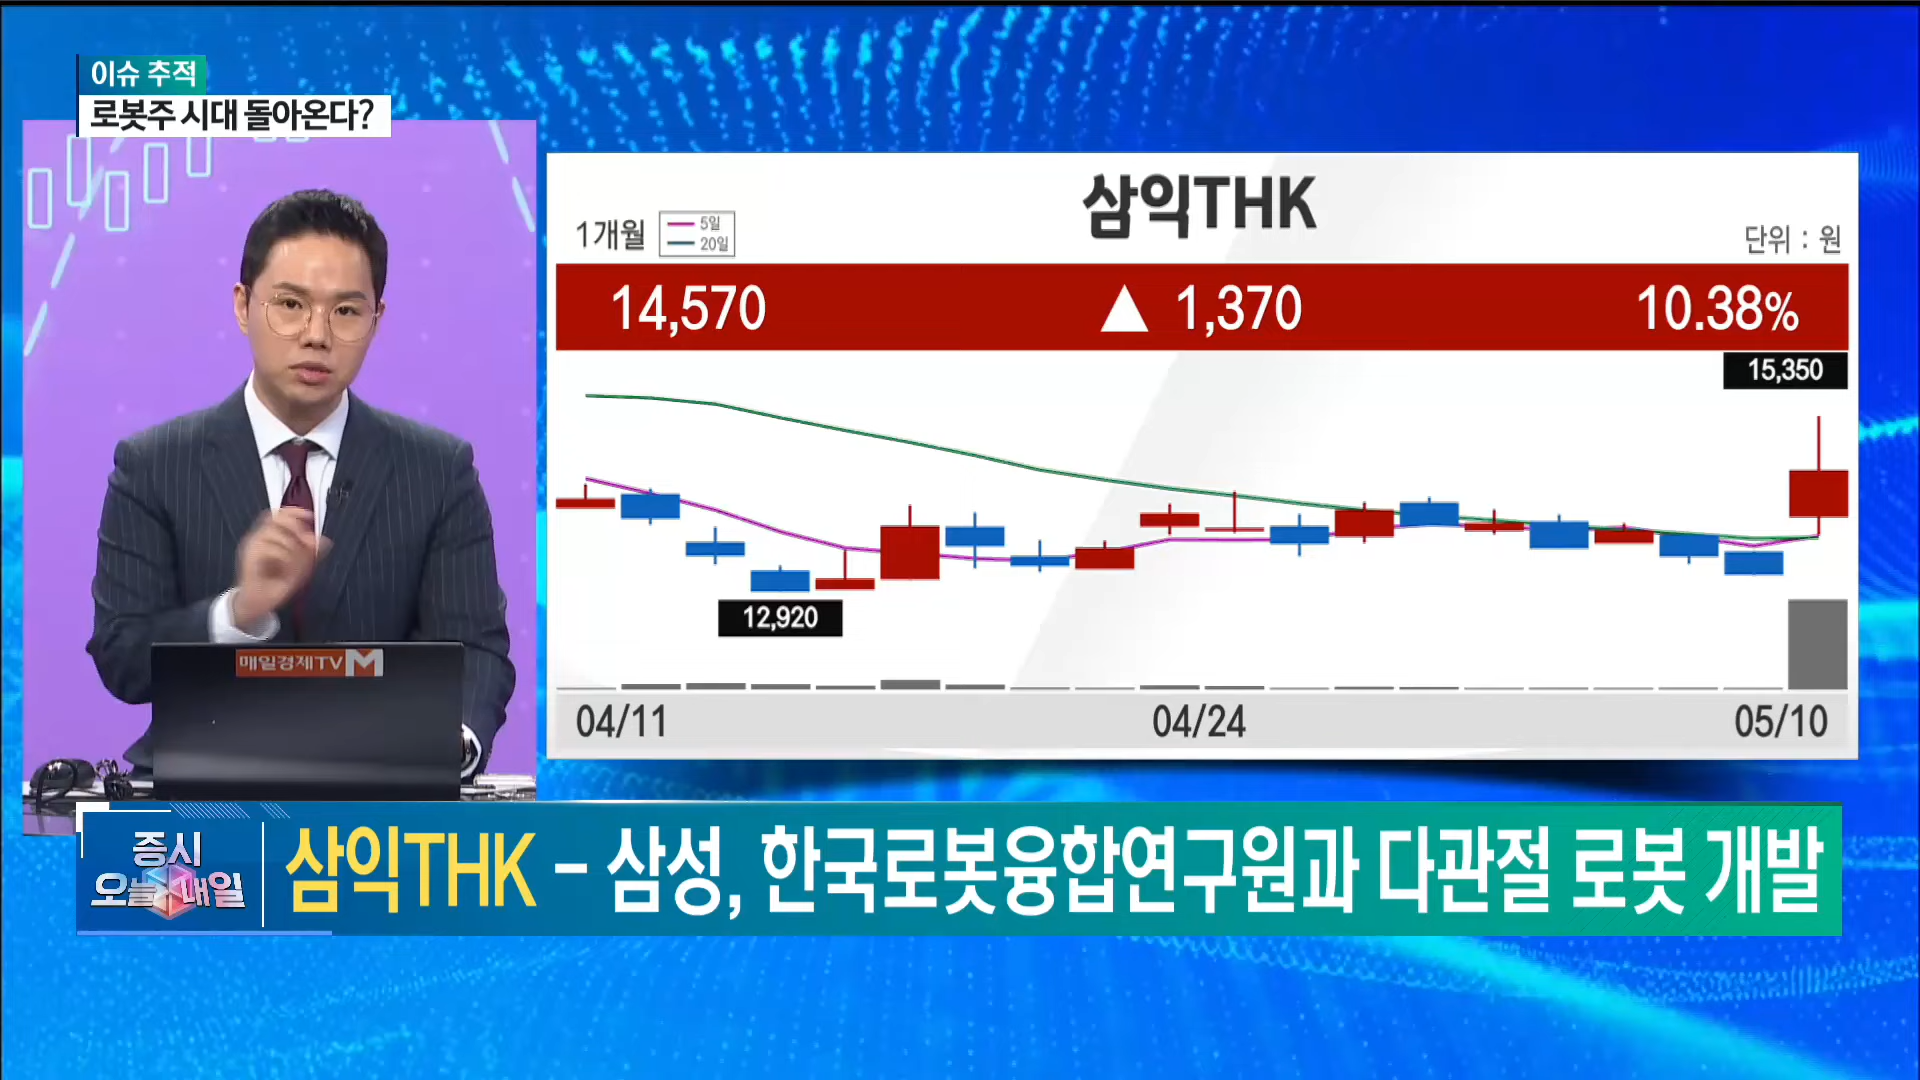 이슈 추적
로봇주 시대 돌아온다?
삼익THK
1개월
5일
20일
단위 : 원
14,570 ▲ 1,370 10.38%
15,350
12,920
04/11 04/24 05/10
매일경제TV M
증시
오늘 매일
삼익THK - 삼성, 한국로봇융합연구원과 다관절 로봇 개발